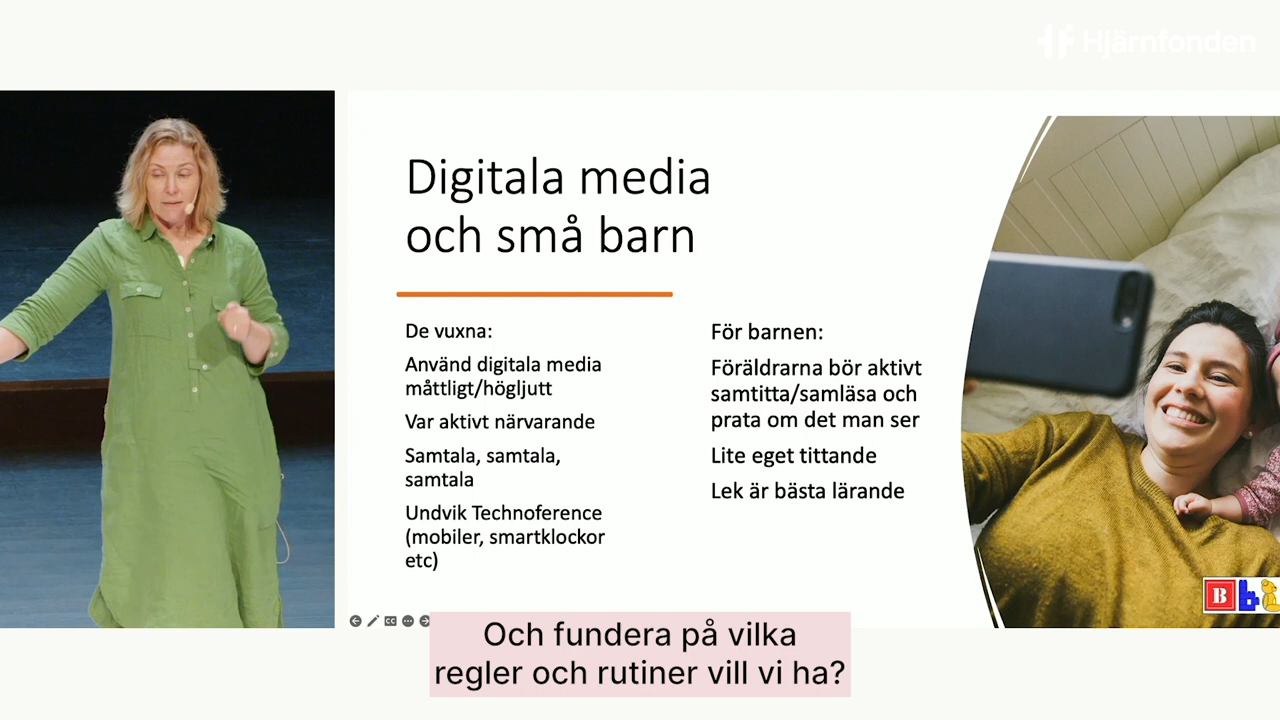 Hjärnfonden
Digitala media
och små barn
De vuxna:
Använd digitala media
måttligt/högljutt
Var aktivt närvarande
Samtala, samtala,
samtala
Undvik Technoference
(mobiler, smartklockor
etc)
För barnen:
Föräldrarna bör aktivt
samtitta/samläsa och
prata om det man ser
Lite eget tittande
Lek är bästa lärande
B
Och fundera på vilka
regler och rutiner vill vi ha?